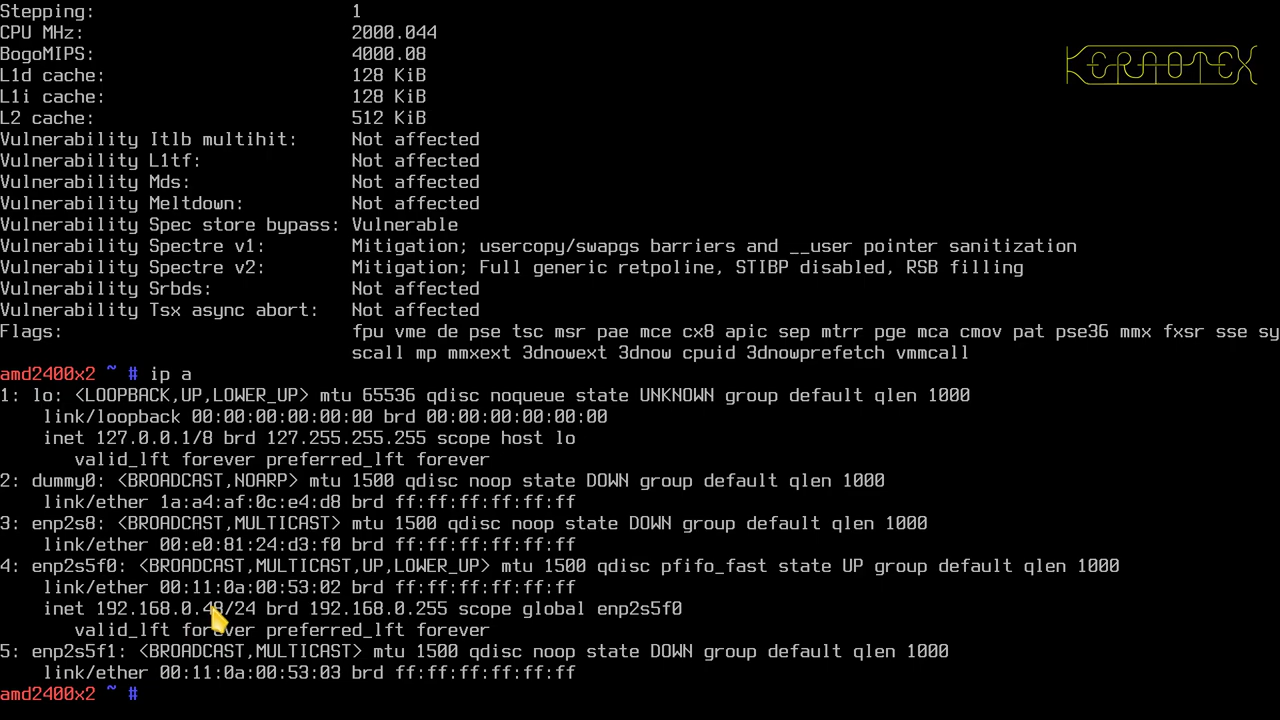 Stepping: 1
KERNOTEX
CPU MHz: 2000.044
BogoMIPS: 4000.08
L1d cache: 128 KiB
L1i cache: 128 KiB
L2 cache: 512 KiB
Vulnerability Itlb multihit: Not affected
Vulnerability L1tf: Not affected
Vulnerability Mds: Not affected
Vulnerability Meltdown: Not affected
Vulnerability Spec store bypass: Vulnerable
Vulnerability Spectre v1: Mitigation; usercopy/swapgs barriers and __user pointer sanitization
Vulnerability Spectre v2: Mitigation; Full generic retpoline, STIBP disabled, RSB filling
Vulnerability Srbds: Not affected
Vulnerability Tsx async abort: Not affected
Flags: fpu vme de pse tsc msr pae mce cx8 apic sep mtrr pge mca cmov pat pse36 mmx fxsr sse sy
scall mp mmxext 3dnowext 3dnow cpuid 3dnowprefetch vmmcall
amd2400x2 ~ # ip a
1: lo: <LOOPBACK,UP,LOWER_UP> mtu 65536 qdisc noqueue state UNKNOWN group default qlen 1000
link/loopback 00:00:00:00:00:00 brd 00:00:00:00:00:00
inet 127.0.0.1/8 brd 127.255.255.255 scope host lo
valid_lft forever preferred_lft forever
2: dummy0: <BROADCAST,NOARP> mtu 1500 qdisc noop state DOWN group default qlen 1000
link/ether 1a:a4:af:0c:e4:d8 brd ff:ff:ff:ff:ff:ff
3: enp2s8: <BROADCAST,MULTICAST> mtu 1500 qdisc noop state DOWN group default qlen 1000
link/ether 00:e0:81:24:d3:f0 brd ff:ff:ff:ff:ff:ff
4: enp2s5f0: <BROADCAST,MULTICAST,UP,LOWER_UP> mtu 1500 qdisc pfifo_fast state UP group default qlen 1000
link/ether 00:11:0a:00:53:02 brd ff:ff:ff:ff:ff:ff
inet 192.168.0.48/24 brd 192.168.0.255 scope global enp2s5f0
valid_lft forever preferred_lft forever
5: enp2s5f1: <BROADCAST,MULTICAST> mtu 1500 qdisc noop state DOWN group default qlen 1000
link/ether 00:11:0a:00:53:03 brd ff:ff:ff:ff:ff:ff
amd2400x2 ~ #